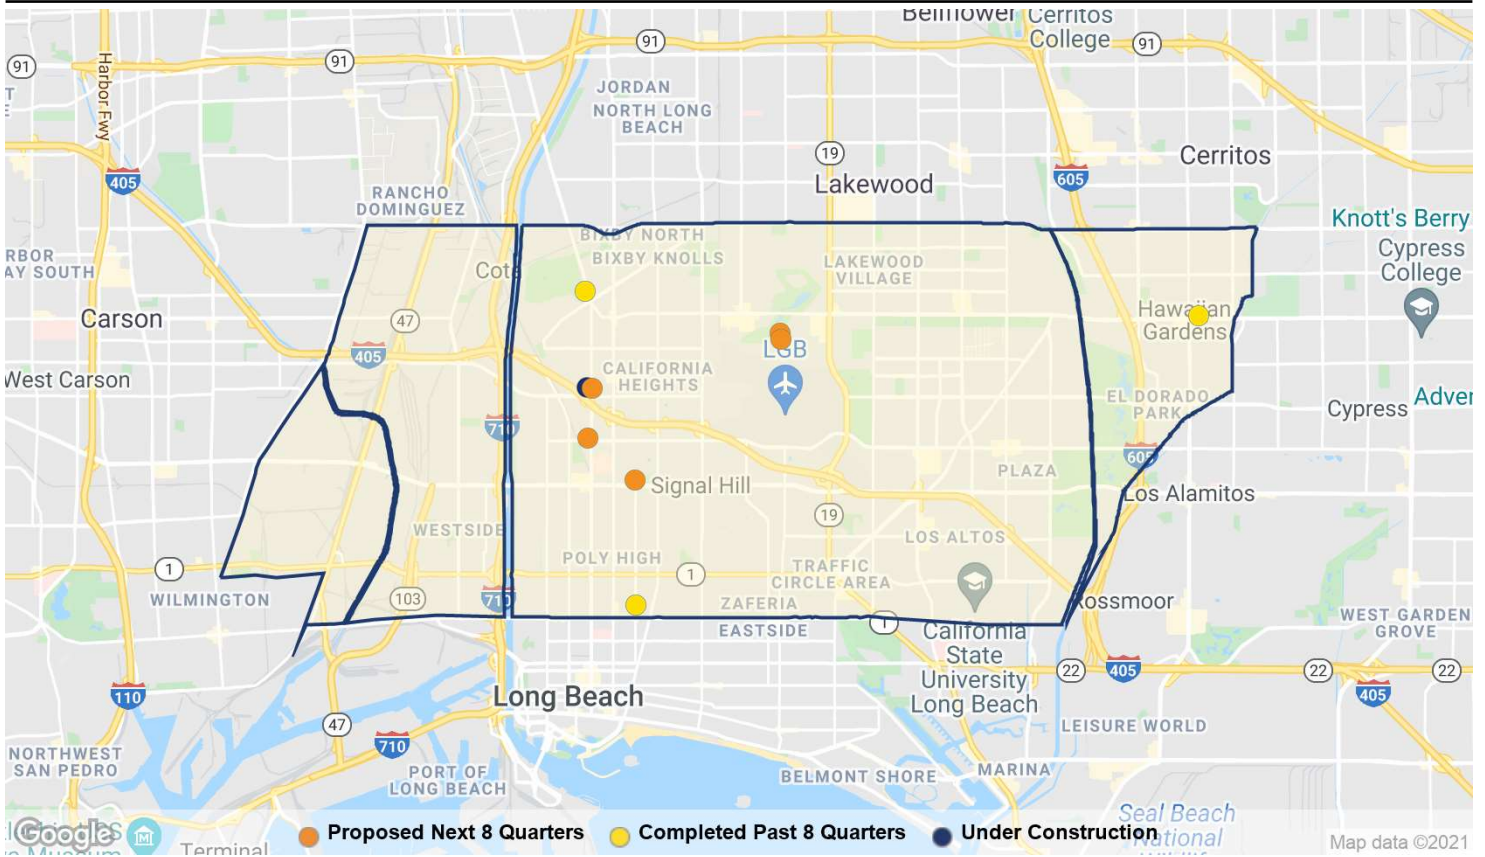 Bellflower
Cerritos
College
91
91
91
91
Harbor Fwy
JORDAN
NORTH LONG
BEACH
19
Cerritos
405
605
Lakewood
RANCHO
DOMINGUEZ
Knott's Berry
BIXBY NORTH
BIXBY KNOLLS
Cypress
College
LAKEWOOD
VILLAGE
AY SOUTH
Carson
47
Hawaiian
Gardens
405
LGB
CALIFORNIA
HEIGHTS
West Carson
EL DORADO
PARK
Cypress
710
605
PLAZA
Signal Hill
Los Alamitos
19
WESTSIDE
LOS ALTOS
POLY HIGH
1
1
TRAFFIC
CIRCLE AREA
WILMINGTON
103
710
ZAFERIA
Rossmoor
EASTSIDE
1
WEST GARDEN
GROVE
California
State
University
Long Beach
22
405
22
22
405
110
Long Beach
47
710
LEISURE WORLD
NORTHWEST
SAN PEDRO
PORT OF
LONG BEACH
BELMONT SHORE
MARINA
Seal Beach
National
Google
Proposed Next 8 Quarters
Completed Past 8 Quarters
Under Construction
Terminal
Map data ©2021